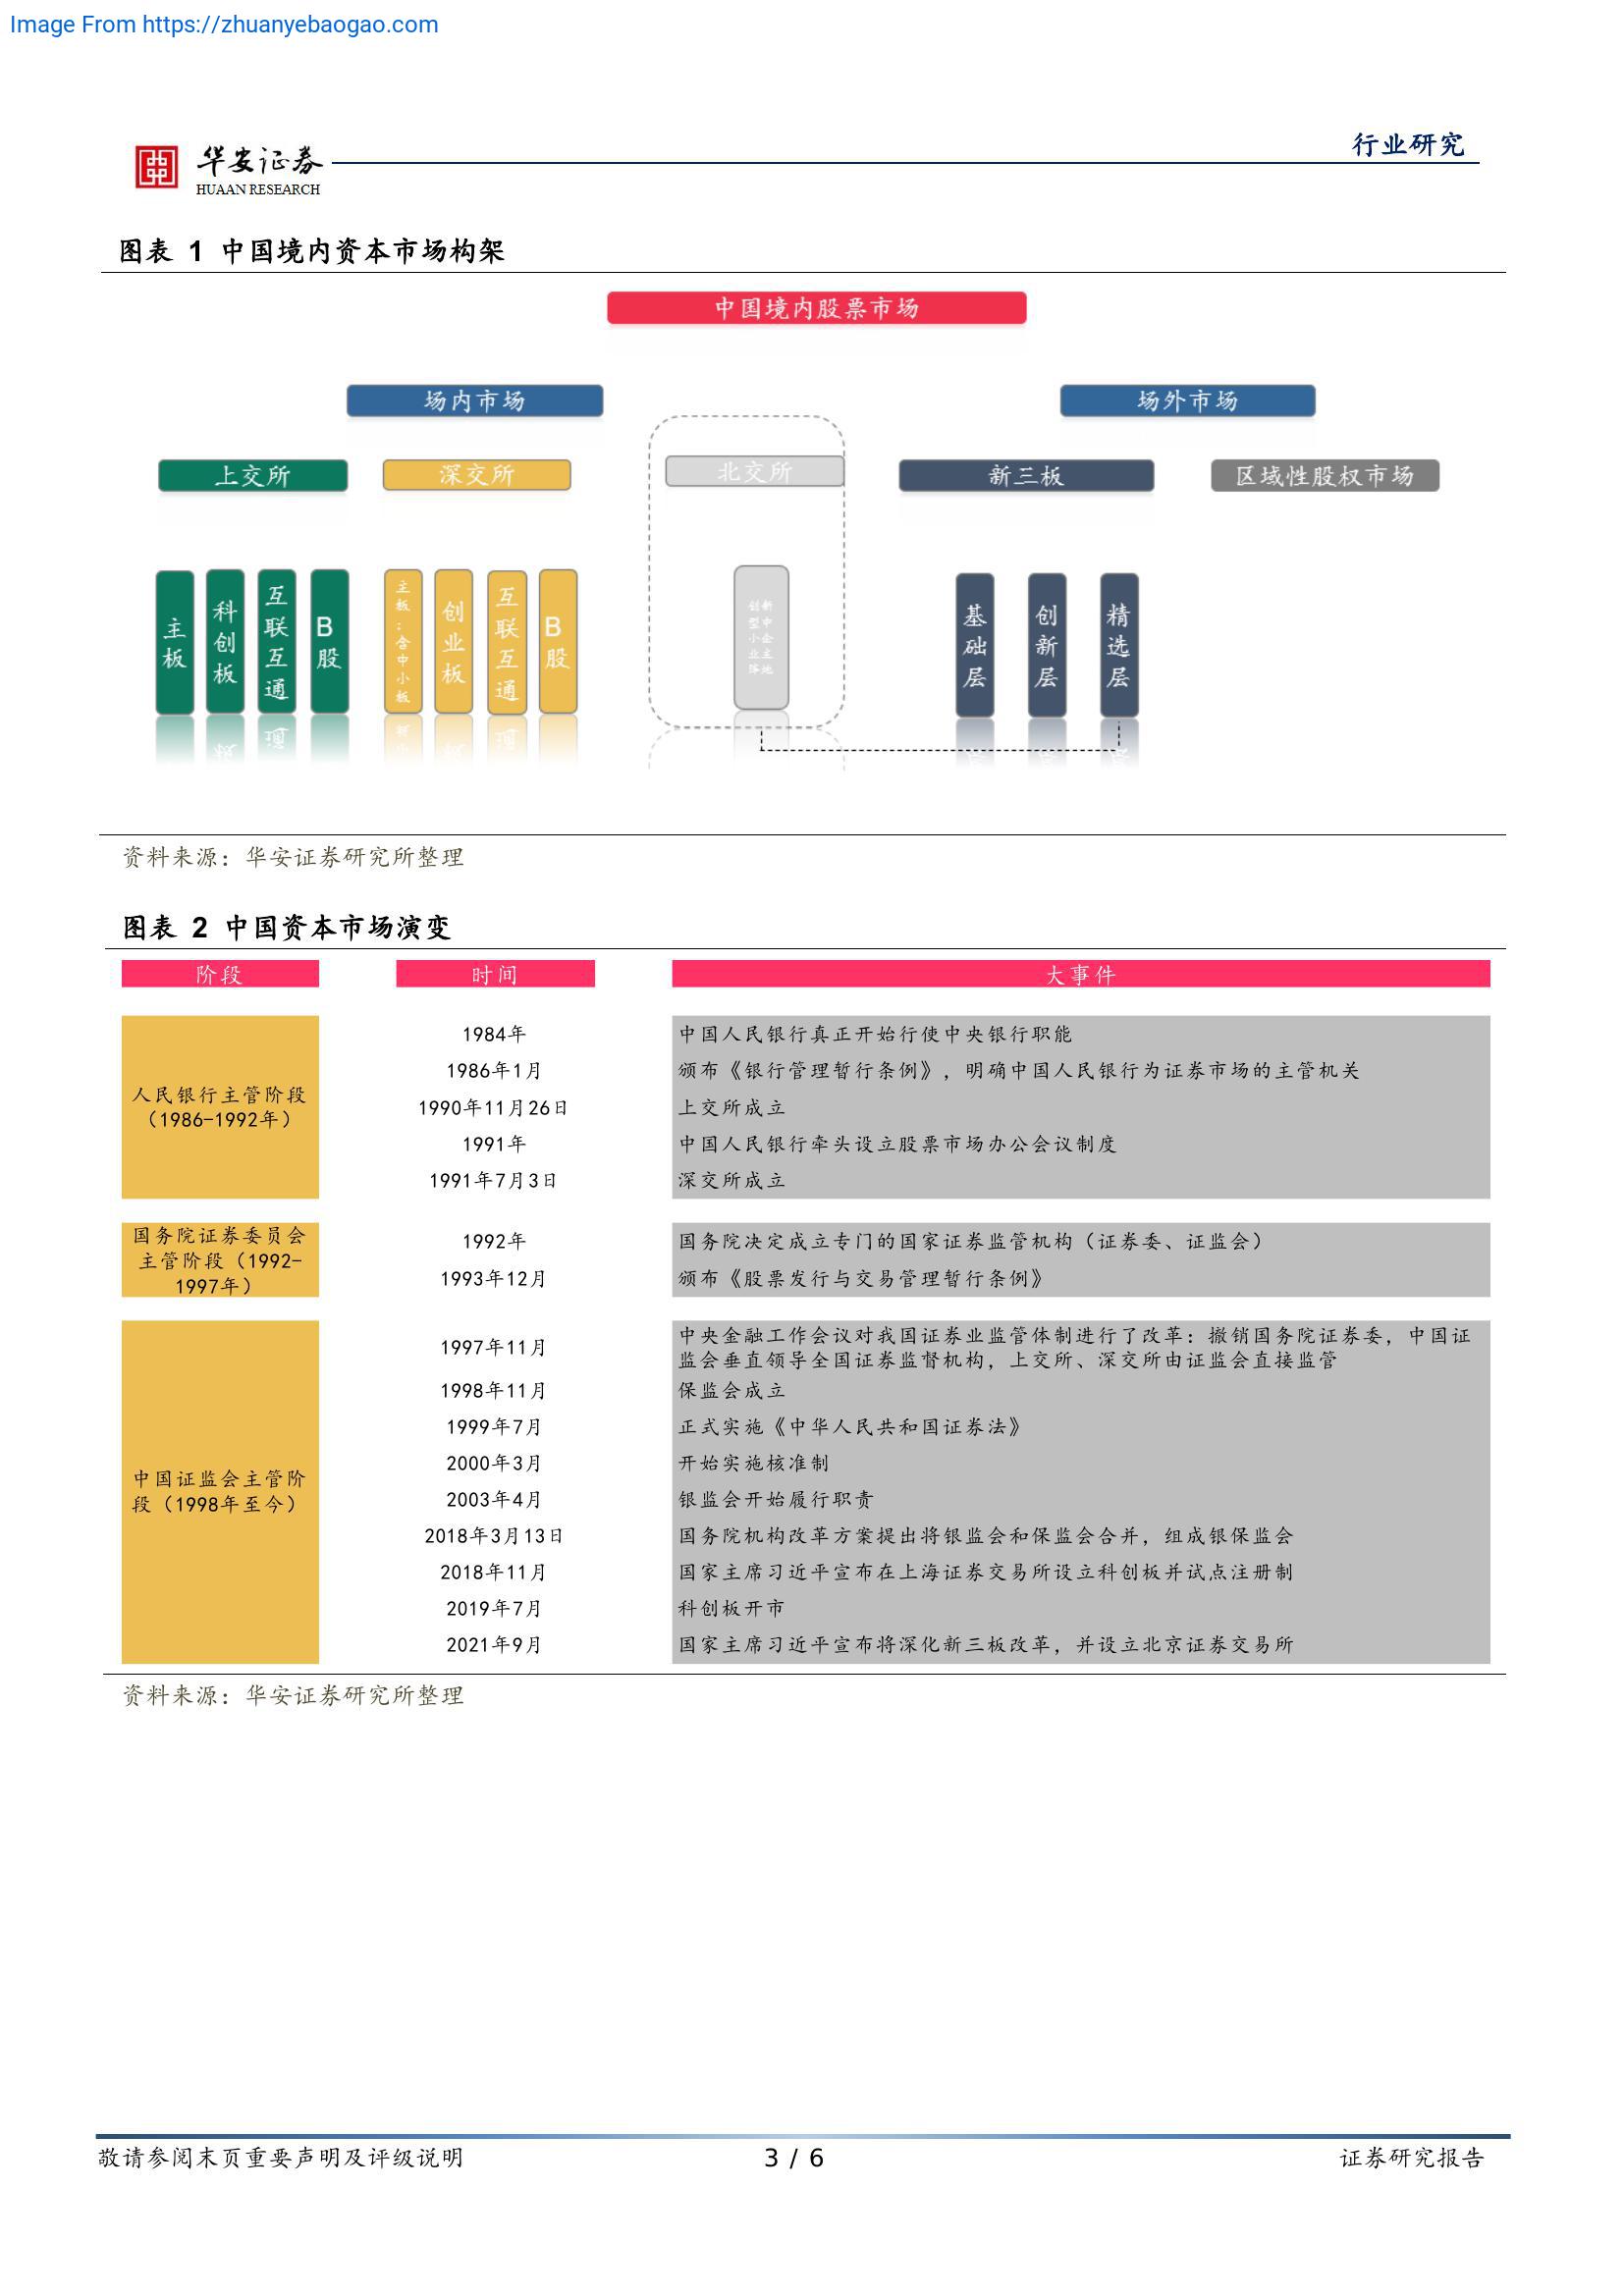 Image From https://zhuanyebaogao.com
华安证券
HUAAN RESEARCH
行业研究
图表 1 中国境内资本市场构架
中国境内股票市场
场内市场
场外市场
上交所
深交所
北交所
新三板
区域性股权市场
主板
科创板
互联互通
B股
主板：含中小板
创业板
互联互通
B股
创新型中小企业主阵地
基础层
创新层
精选层
资料来源：华安证券研究所整理
图表 2 中国资本市场演变
阶段 时间 大事件
人民银行主管阶段
（1986-1992年）
1984年 中国人民银行真正开始行使中央银行职能
1986年1月 颁布《银行管理暂行条例》，明确中国人民银行为证券市场的主管机关
1990年11月26日 上交所成立
1991年 中国人民银行牵头设立股票市场办公会议制度
1991年7月3日 深交所成立
国务院证券委员会
主管阶段（1992-
1997年）
1992年 国务院决定成立专门的国家证券监管机构（证券委、证监会）
1993年12月 颁布《股票发行与交易管理暂行条例》
中国证监会主管阶
段（1998年至今）
1997年11月 中央金融工作会议对我国证券业监管体制进行了改革：撤销国务院证券委，中国证
监会垂直领导全国证券监督机构，上交所、深交所由证监会直接监管
1998年11月 保监会成立
1999年7月 正式实施《中华人民共和国证券法》
2000年3月 开始实施核准制
2003年4月 银监会开始履行职责
2018年3月13日 国务院机构改革方案提出将银监会和保监会合并，组成银保监会
2018年11月 国家主席习近平宣布在上海证券交易所设立科创板并试点注册制
2019年7月 科创板开市
2021年9月 国家主席习近平宣布将深化新三板改革，并设立北京证券交易所
资料来源：华安证券研究所整理
敬请参阅末页重要声明及评级说明
3 / 6
证券研究报告